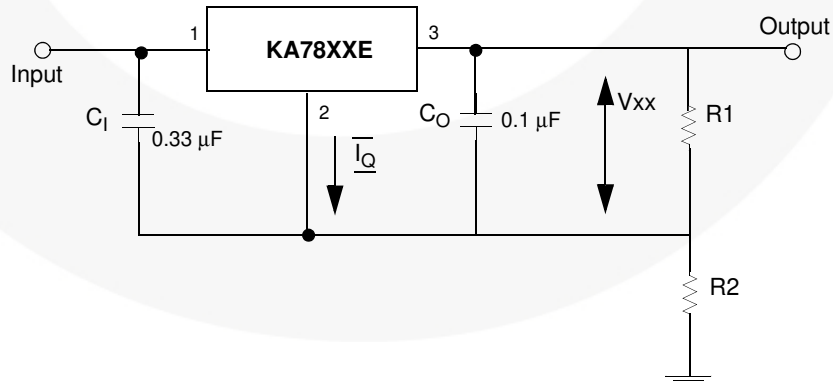 Output
1
KA78XXE
3
Input
Vxx
2
C_I
0.33 μF
C_O
0.1 μF
R1
I_Q
R2